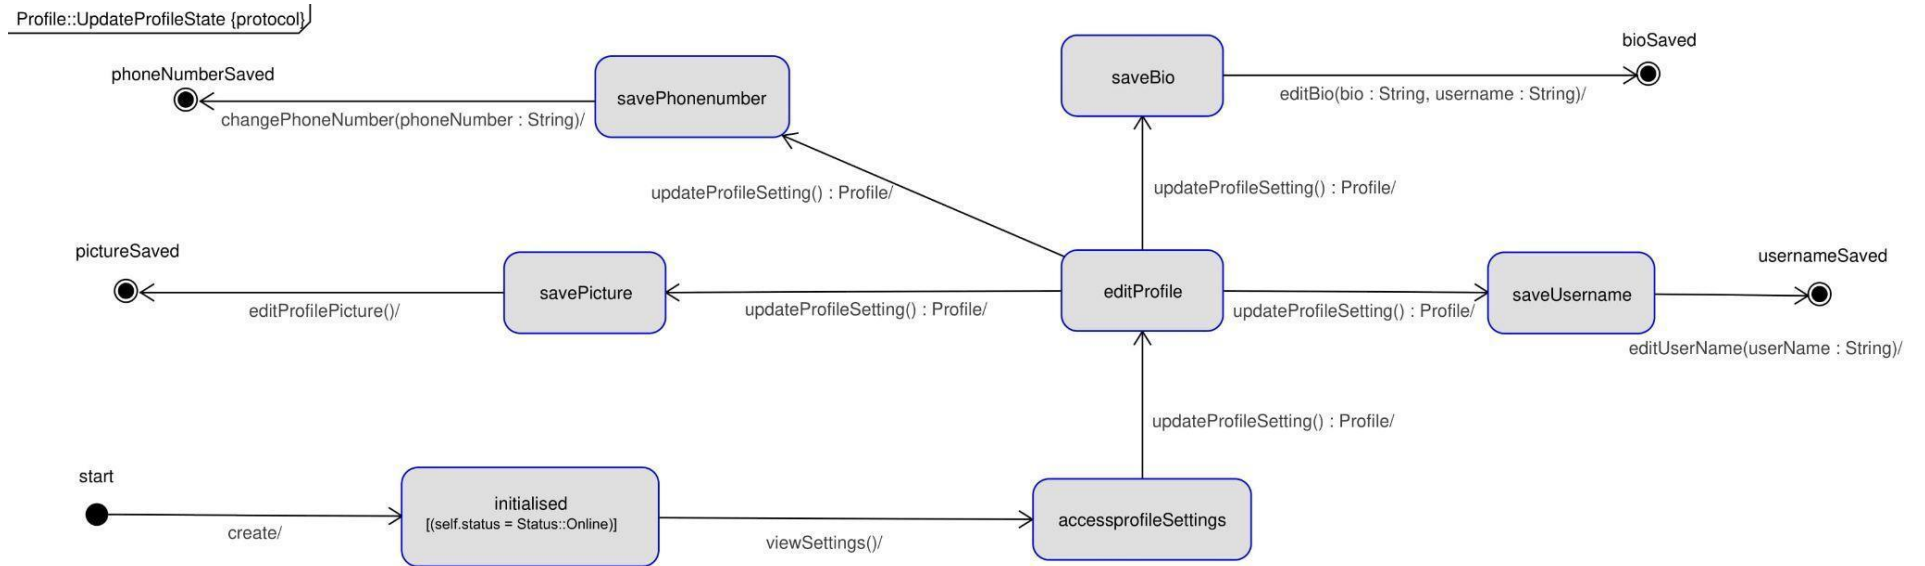 Profile::UpdateProfileState {protocol}
bioSaved
phoneNumberSaved
saveBio
savePhonenumber
editBio(bio : String, username : String)/
changePhoneNumber(phoneNumber : String)/
updateProfileSetting() : Profile/
updateProfileSetting() : Profile/
pictureSaved
usernameSaved
savePicture
editProfile
saveUsername
editProfilePicture()/
updateProfileSetting() : Profile/
updateProfileSetting() : Profile/
editUserName(userName : String)/
updateProfileSetting() : Profile/
start
initialised
[(self.status = Status::Online)]
accessprofileSettings
create/
viewSettings()/